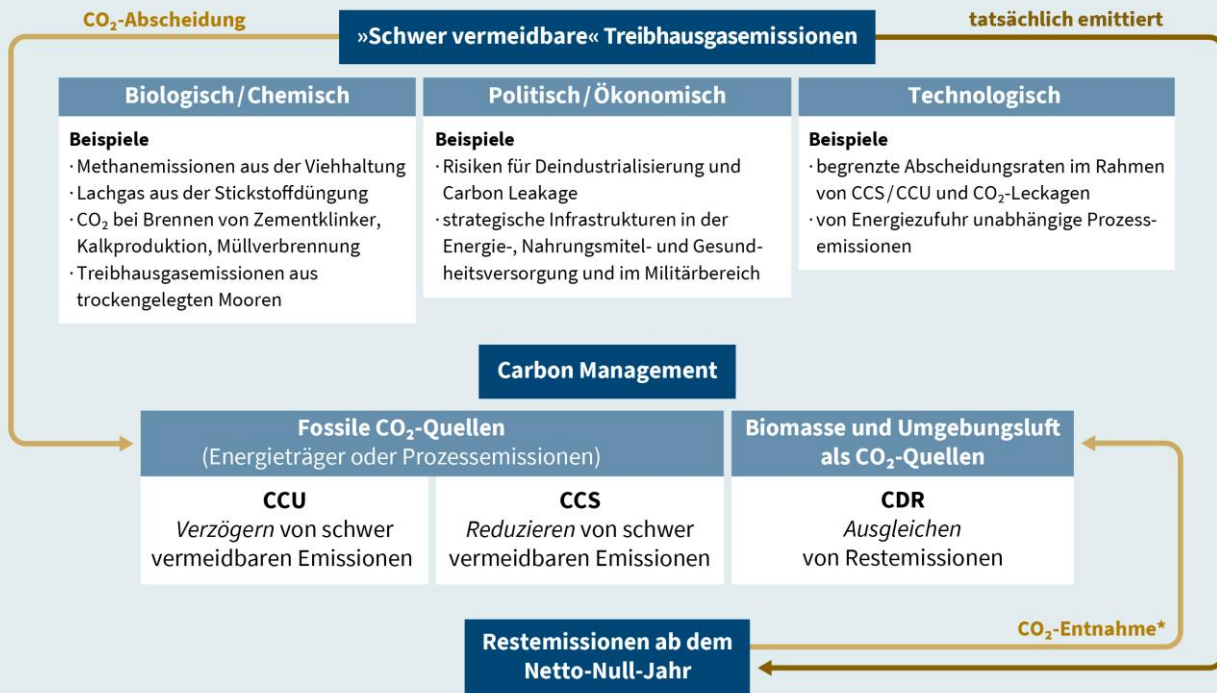 CO₂-Abscheidung
»Schwer vermeidbare« Treibhausgasemissionen
tatsächlich emittiert
Biologisch/Chemisch
Beispiele
· Methanemissionen aus der Viehhaltung
· Lachgas aus der Stickstoffdüngung
· CO₂ bei Brennen von Zementklinker,
Kalkproduktion, Müllverbrennung
· Treibhausgasemissionen aus
trockengelegten Mooren
Politisch/Ökonomisch
Beispiele
· Risiken für Deindustrialisierung und
Carbon Leakage
· strategische Infrastrukturen in der
Energie-, Nahrungsmitel- und Gesund-
heitsversorgung und im Militärbereich
Technologisch
Beispiele
· begrenzte Abscheidungsraten im Rahmen
von CCS/CCU und CO₂-Leckagen
· von Energiezufuhr unabhängige Prozess-
emissionen
Carbon Management
Fossile CO₂-Quellen
(Energieträger oder Prozessemissionen)
Biomasse und Umgebungsluft
als CO₂-Quellen
CCU
Verzögern von schwer
vermeidbaren Emissionen
CCS
Reduzieren von schwer
vermeidbaren Emissionen
CDR
Ausgleichen
von Restemissionen
CO₂-Entnahme*
Restemissionen ab dem
Netto-Null-Jahr